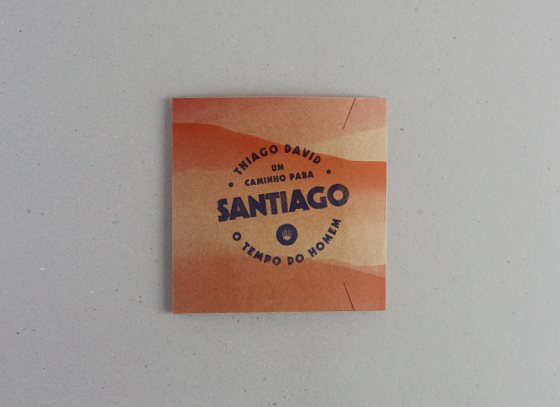 THIAGO DAVID
UM
CAMINHO PARA
SANTIAGO
O TEMPO DO HOMEM